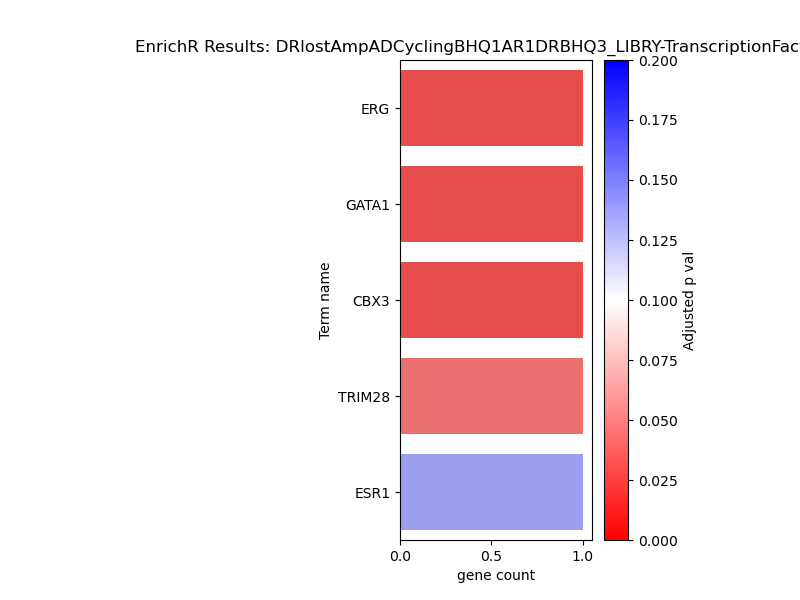 EnrichR Results: DRlostAmpADCyclingBHQ1AR1DRBHQ3_LIBRY-TranscriptionFac
ERG
GATA1
CBX3
TRIM28
ESR1
Term name
0.0 0.5 1.0
gene count
0.200
0.175
0.150
0.125
0.100
0.075
0.050
0.025
0.000
Adjusted p val